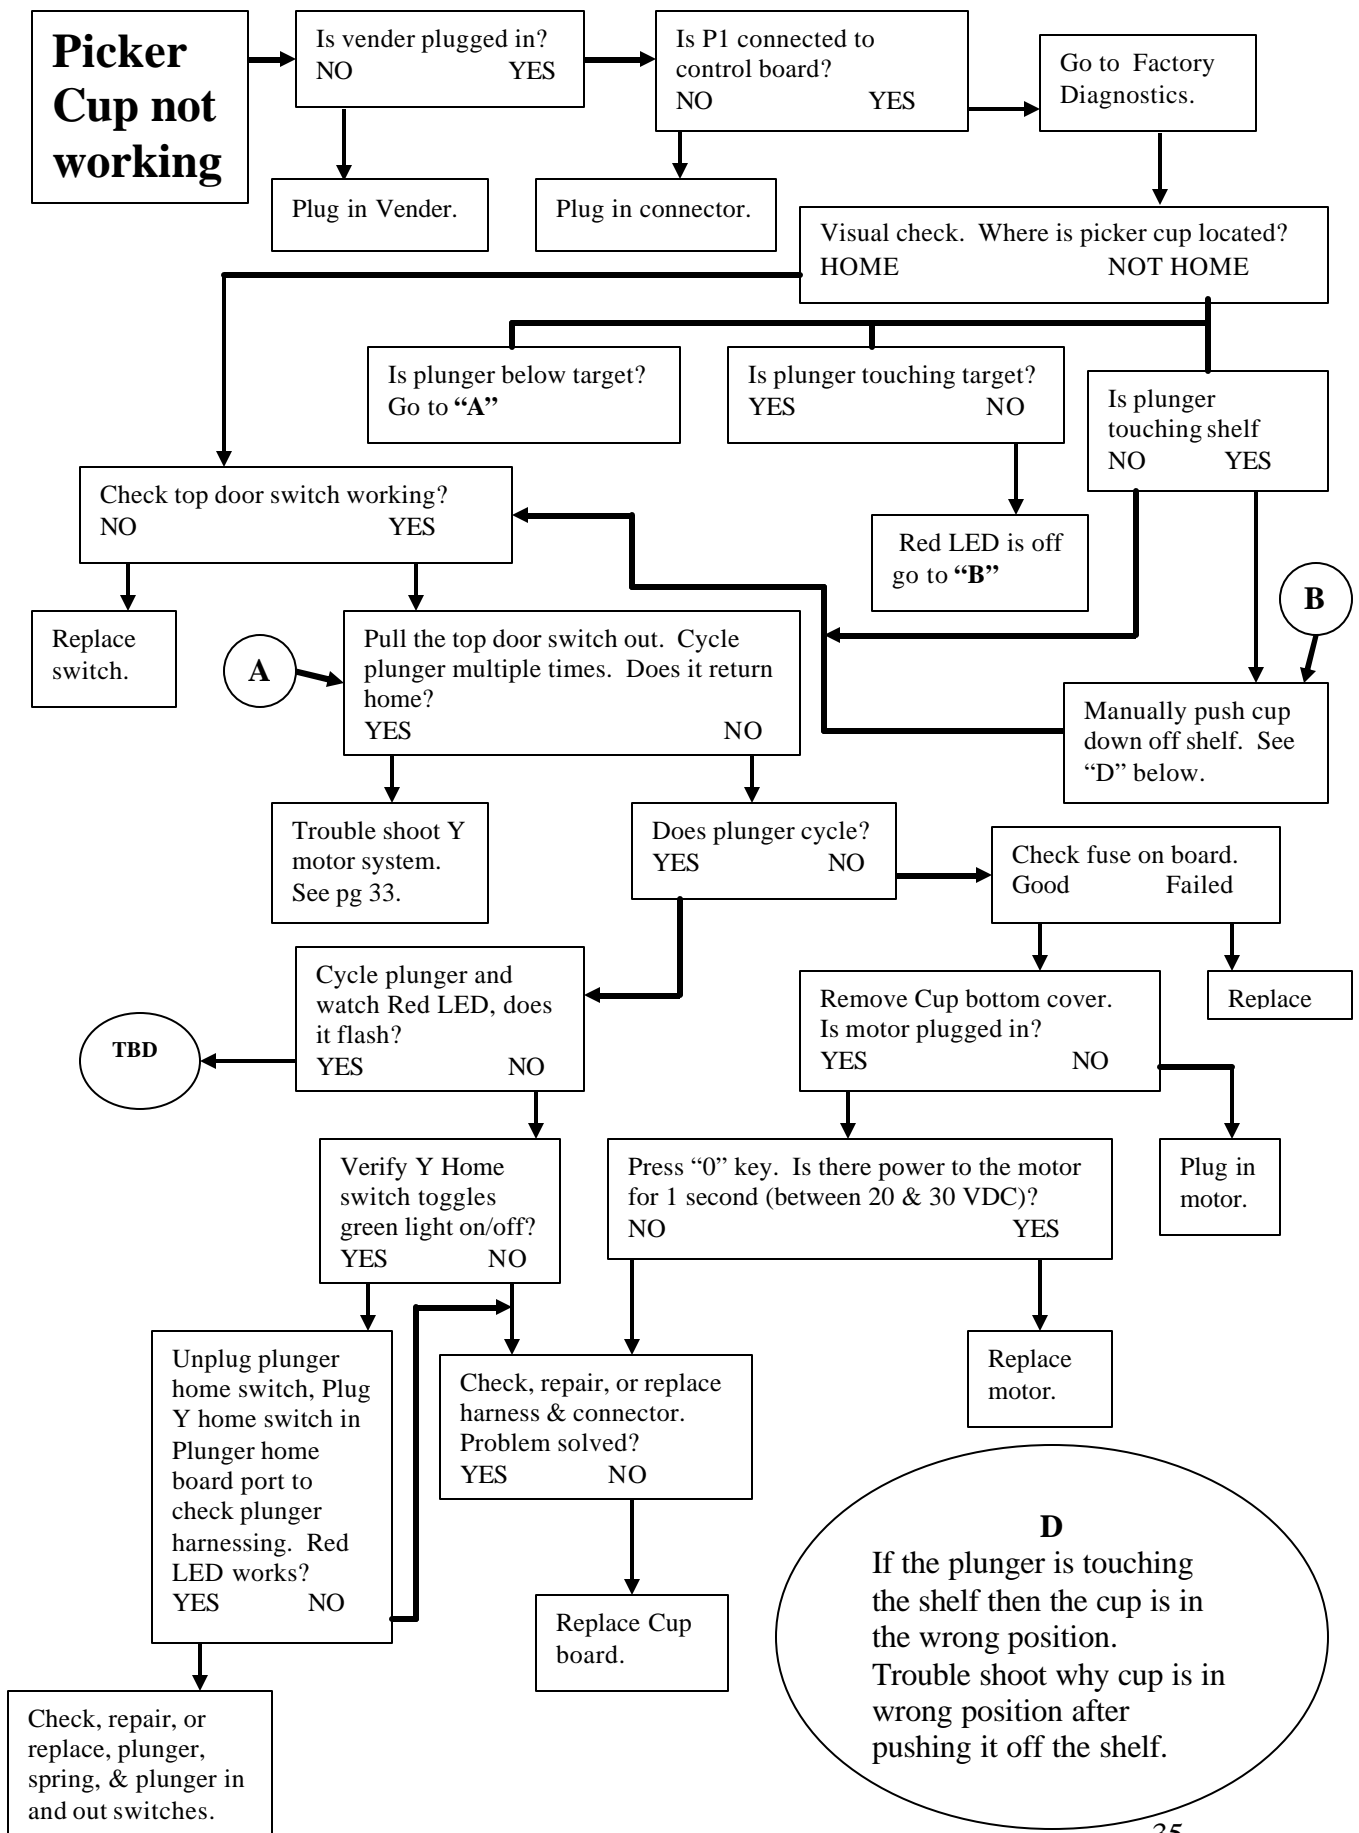 Picker
Cup not
working
Is vender plugged in?
NO YES
Is P1 connected to
control board?
NO YES
Go to Factory
Diagnostics.
Plug in Vender.
Plug in connector.
Visual check. Where is picker cup located?
HOME NOT HOME
Is plunger below target?
Go to “A”
Is plunger touching target?
YES NO
Is plunger
touching shelf
NO YES
Check top door switch working?
NO YES
Red LED is off
go to “B”
B
Replace
switch.
A
Pull the top door switch out. Cycle
plunger multiple times. Does it return
home?
YES NO
Manually push cup
down off shelf. See
“D” below.
Trouble shoot Y
motor system.
See pg 33.
Does plunger cycle?
YES NO
Check fuse on board.
Good Failed
Cycle plunger and
watch Red LED, does
it flash?
YES NO
TBD
Remove Cup bottom cover.
Is motor plugged in?
YES NO
Replace
Verify Y Home
switch toggles
green light on/off?
YES NO
Press “0” key. Is there power to the motor
for 1 second (between 20 & 30 VDC)?
NO YES
Plug in
motor.
Unplug plunger
home switch, Plug
Y home switch in
Plunger home
board port to
check plunger
harnessing. Red
LED works?
YES NO
Check, repair, or replace
harness & connector.
Problem solved?
YES NO
Replace
motor.
Replace Cup
board.
D
If the plunger is touching
the shelf then the cup is in
the wrong position.
Trouble shoot why cup is in
wrong position after
pushing it off the shelf.
Check, repair, or
replace, plunger,
spring, & plunger in
and out switches.
35